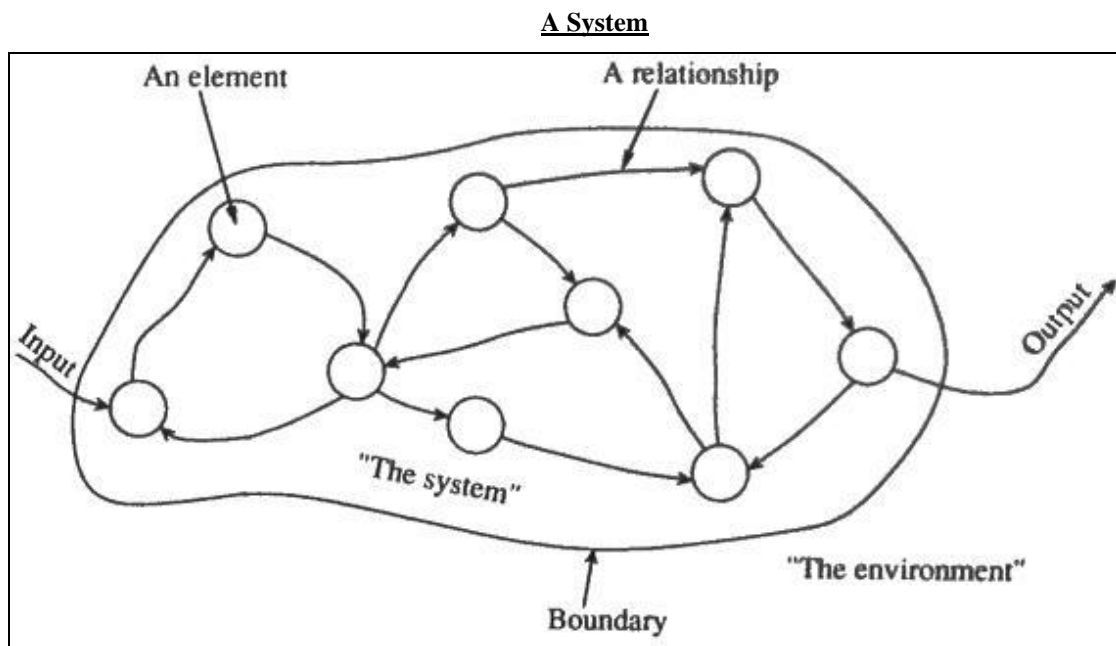 A System
An element
A relationship
Input
Output
"The system"
"The environment"
Boundary